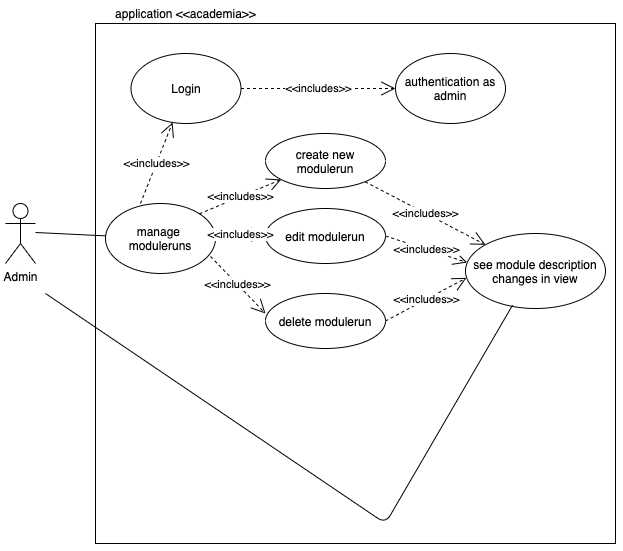 application <<academia>>
Login
<<includes>>
authentication as
admin
<<includes>>
create new
modulerun
<<includes>>
<<includes>>
manage
moduleruns
<<includes>>
edit modulerun
<<includes>>
see module description
changes in view
Admin
<<includes>>
<<includes>>
delete modulerun